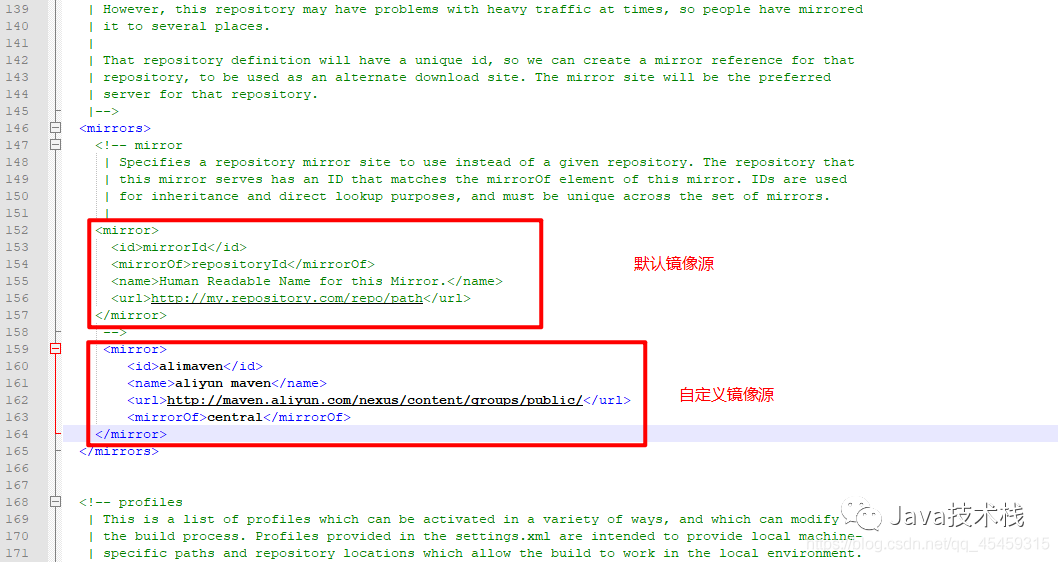 139 | However, this repository may have problems with heavy traffic at times, so people have mirrored
140 | it to several places.
141 |
142 | That repository definition will have a unique id, so we can create a mirror reference for that
143 | repository, to be used as an alternate download site. The mirror site will be the preferred
144 | server for that repository.
145 |-->
146 <mirrors>
147 <!-- mirror
148 | Specifies a repository mirror site to use instead of a given repository. The repository that
149 | this mirror serves has an ID that matches the mirrorOf element of this mirror. IDs are used
150 | for inheritance and direct lookup purposes, and must be unique across the set of mirrors.
151 |
152 <mirror>
153 <id>mirrorId</id>
154 <mirrorOf>repositoryId</mirrorOf>
默认镜像源
155 <name>Human Readable Name for this Mirror.</name>
156 <url>http://my.repository.com/repo/path</url>
157 </mirror>
158 -->
159 <mirror>
160 <id>alimaven</id>
161 <name>aliyun maven</name>
162 <url>http://maven.aliyun.com/nexus/content/groups/public/</url>
自定义镜像源
163 <mirrorOf>central</mirrorOf>
164 </mirror>
165 </mirrors>
166
167
168 <!-- profiles
169 | This is a list of profiles which can be activated in a variety of ways, and which can modify
170 | the build process. Profiles provided in the settings.xml are intended to provide local machine-
171 | specific paths and repository locations which allow the build to work in the local environment.
Java技术栈
https://blog.csdn.net/qq_45459315